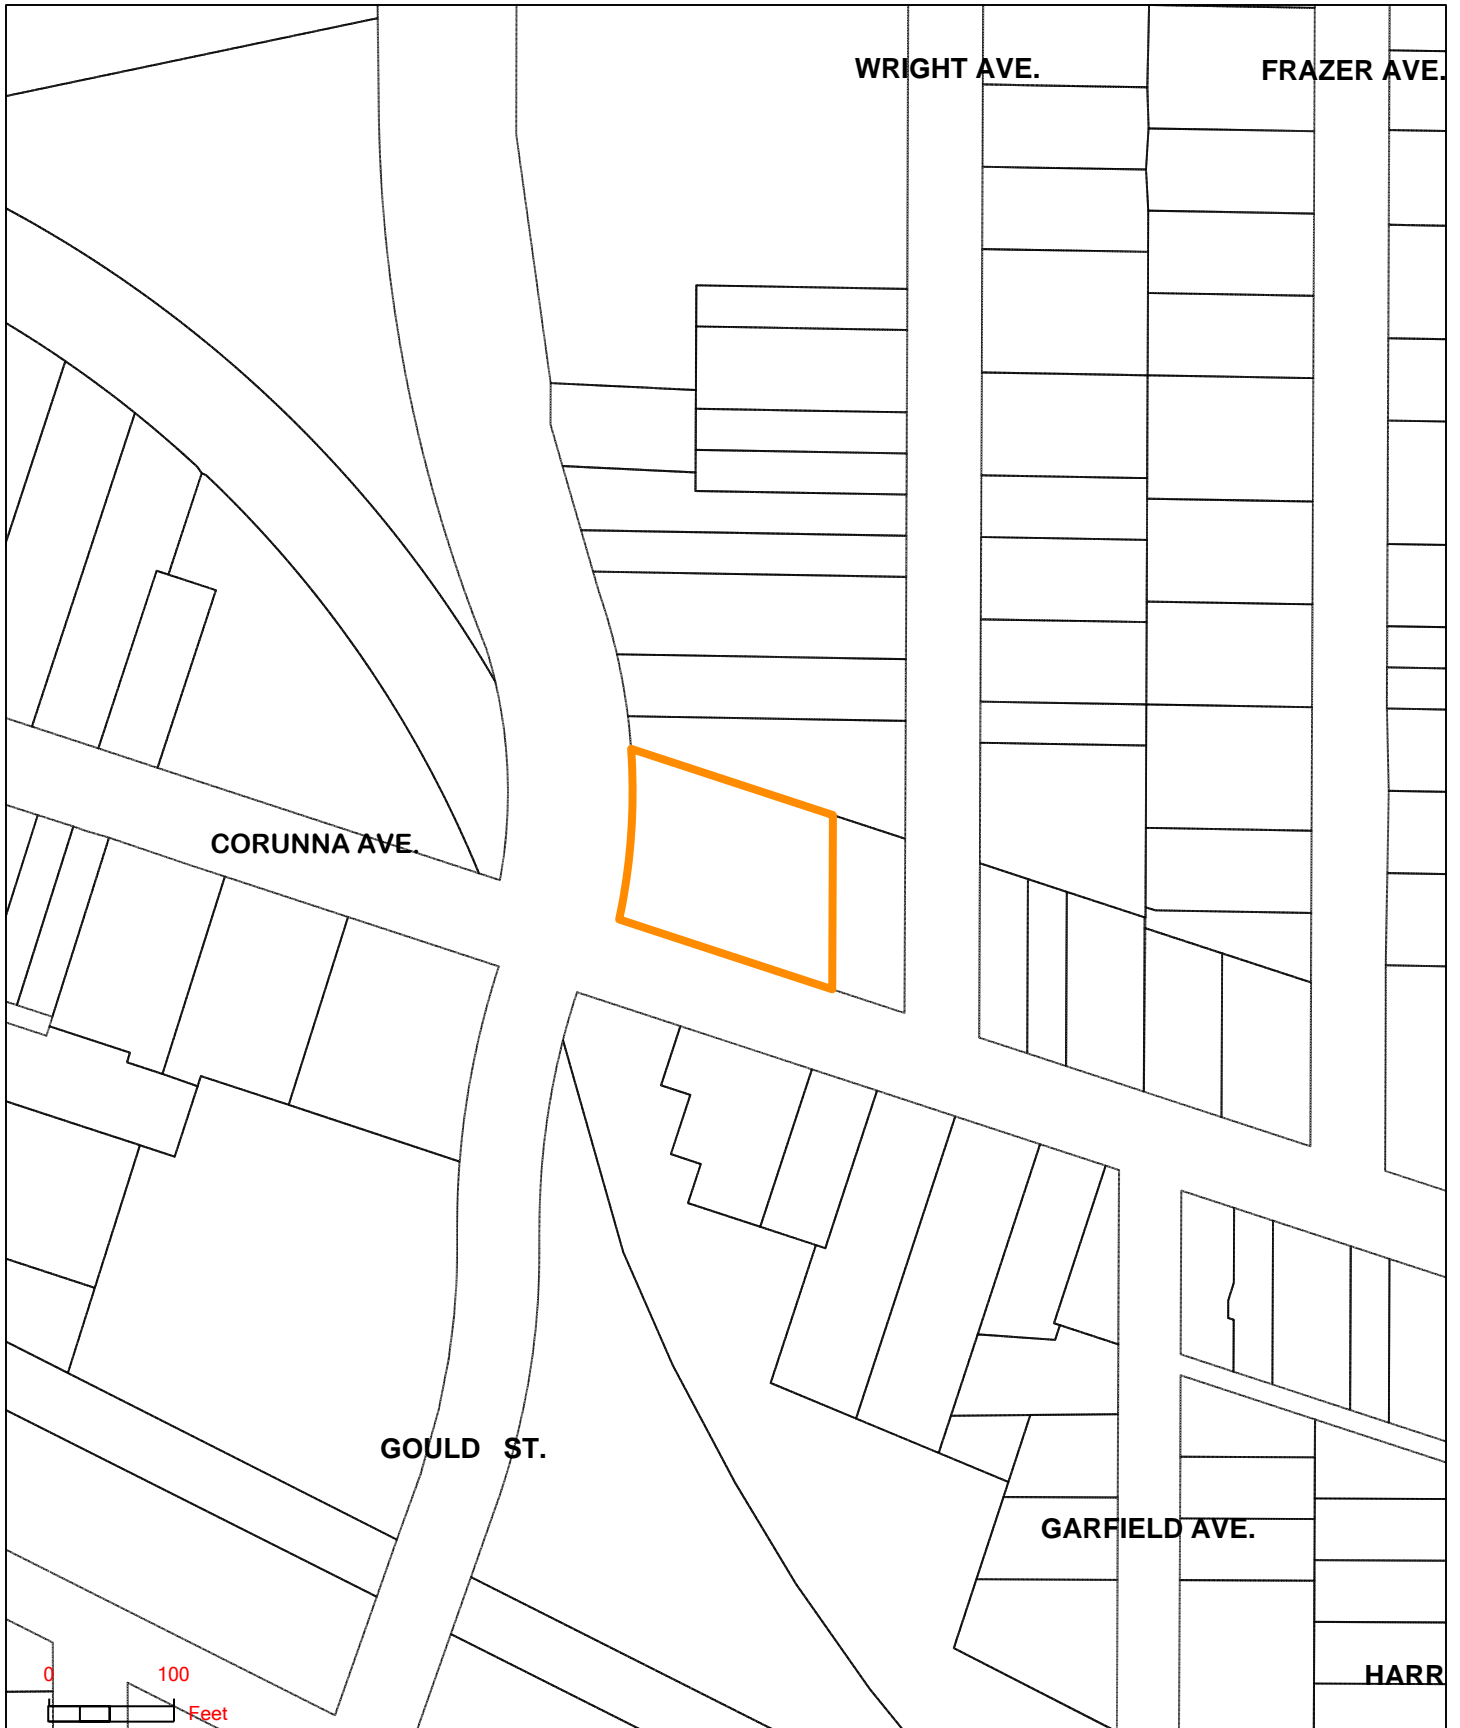 WRIGHT AVE.
FRAZER AVE.
CORUNNA AVE.
GOULD ST.
GARFIELD AVE.
HARR
0 100
Feet